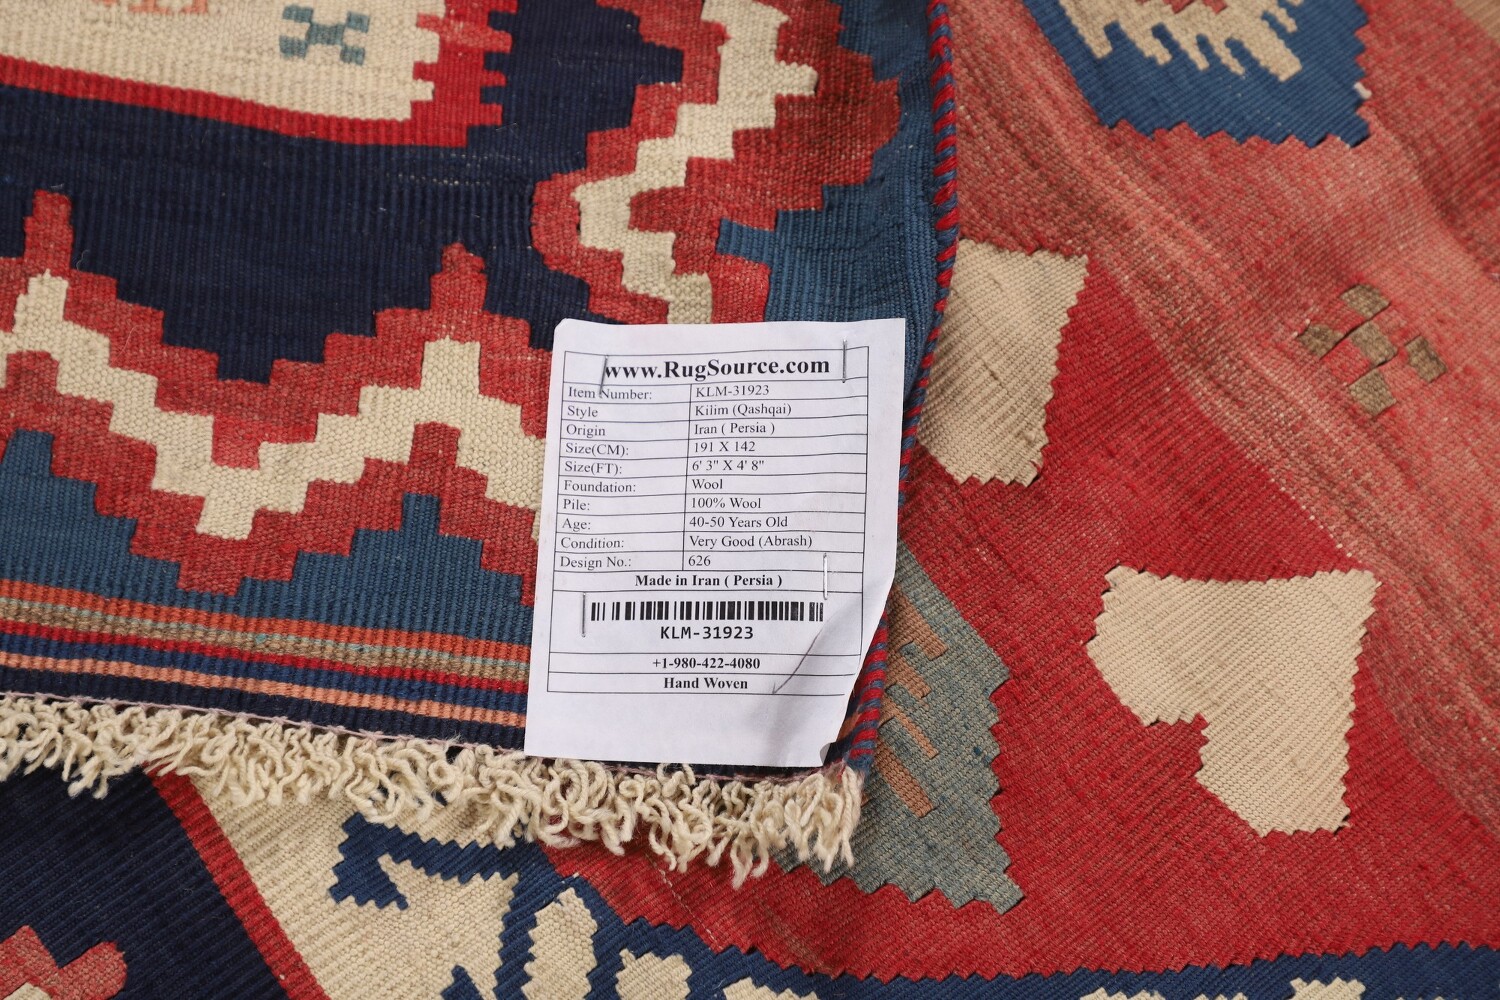 www.RugSource.com
Item Number: KLM-31923
Style Kilim (Qashqai)
Origin Iran ( Persia )
Size(CM): 191 X 142
Size(FT): 6' 3" X 4' 8"
Foundation: Wool
Pile: 100% Wool
Age: 40-50 Years Old
Condition: Very Good (Abrash)
Design No.: 626
Made in Iran ( Persia )
KLM-31923
+1-980-422-4080
Hand Woven